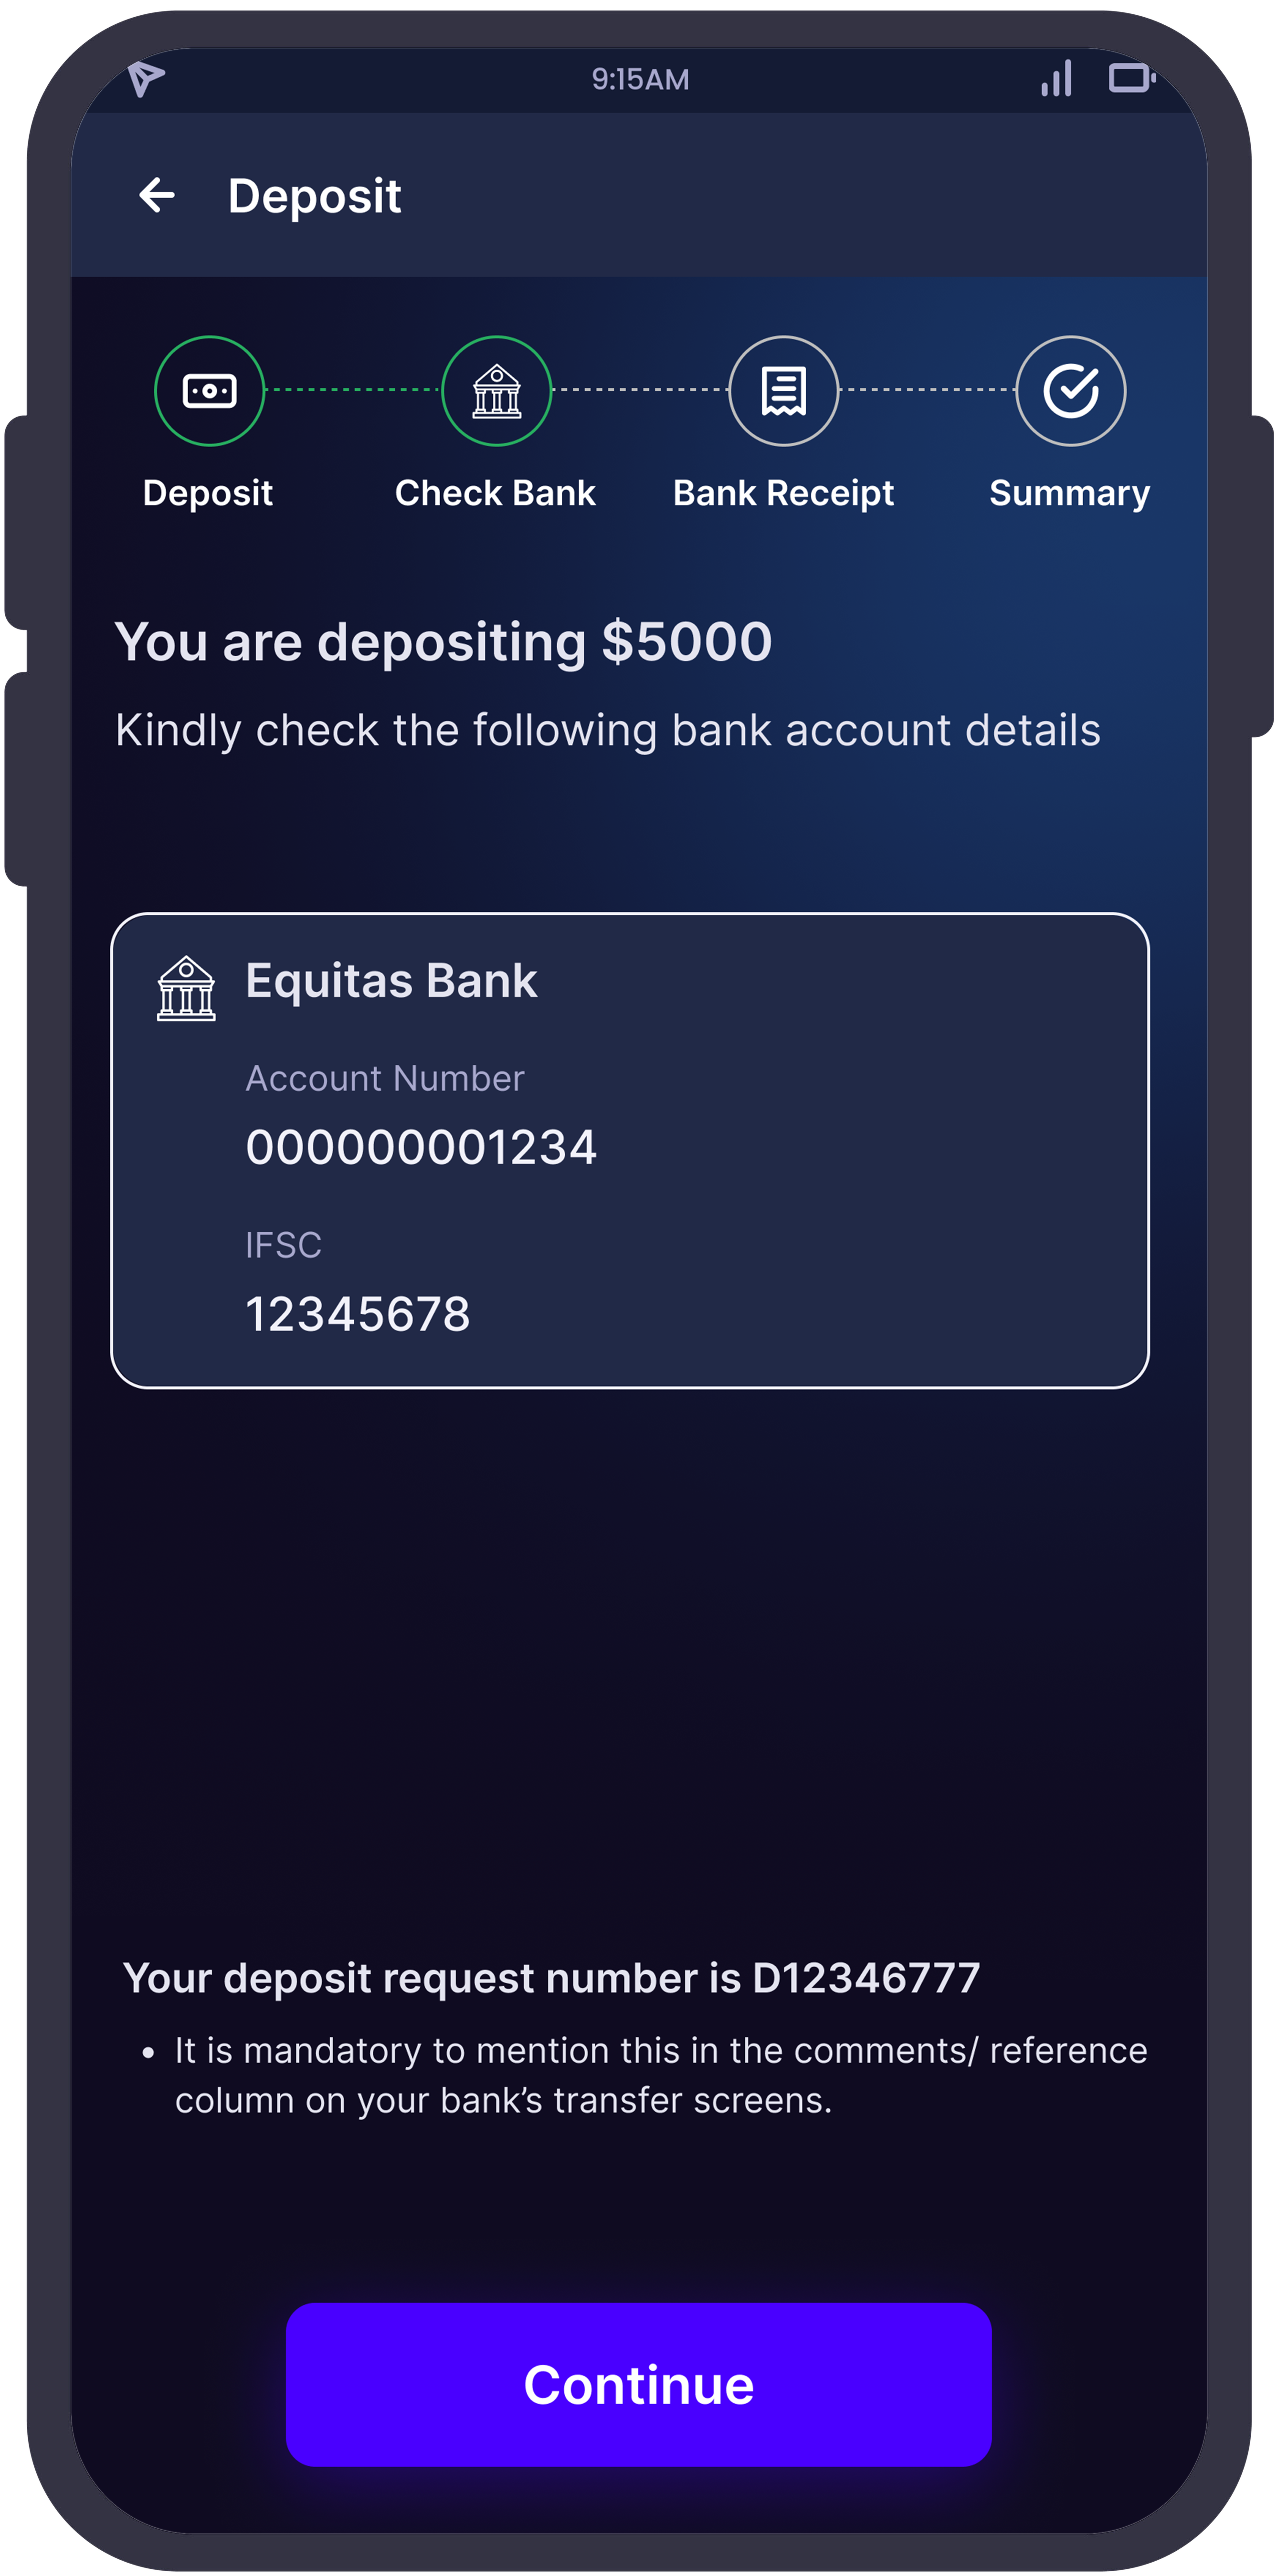 9:15AM
Deposit
Deposit
Check Bank
Bank Receipt
Summary
You are depositing $5000
Kindly check the following bank account details
Equitas Bank
Account Number
000000001234
IFSC
12345678
Your deposit request number is D12346777
• It is mandatory to mention this in the comments/ reference
column on your bank’s transfer screens.
Continue